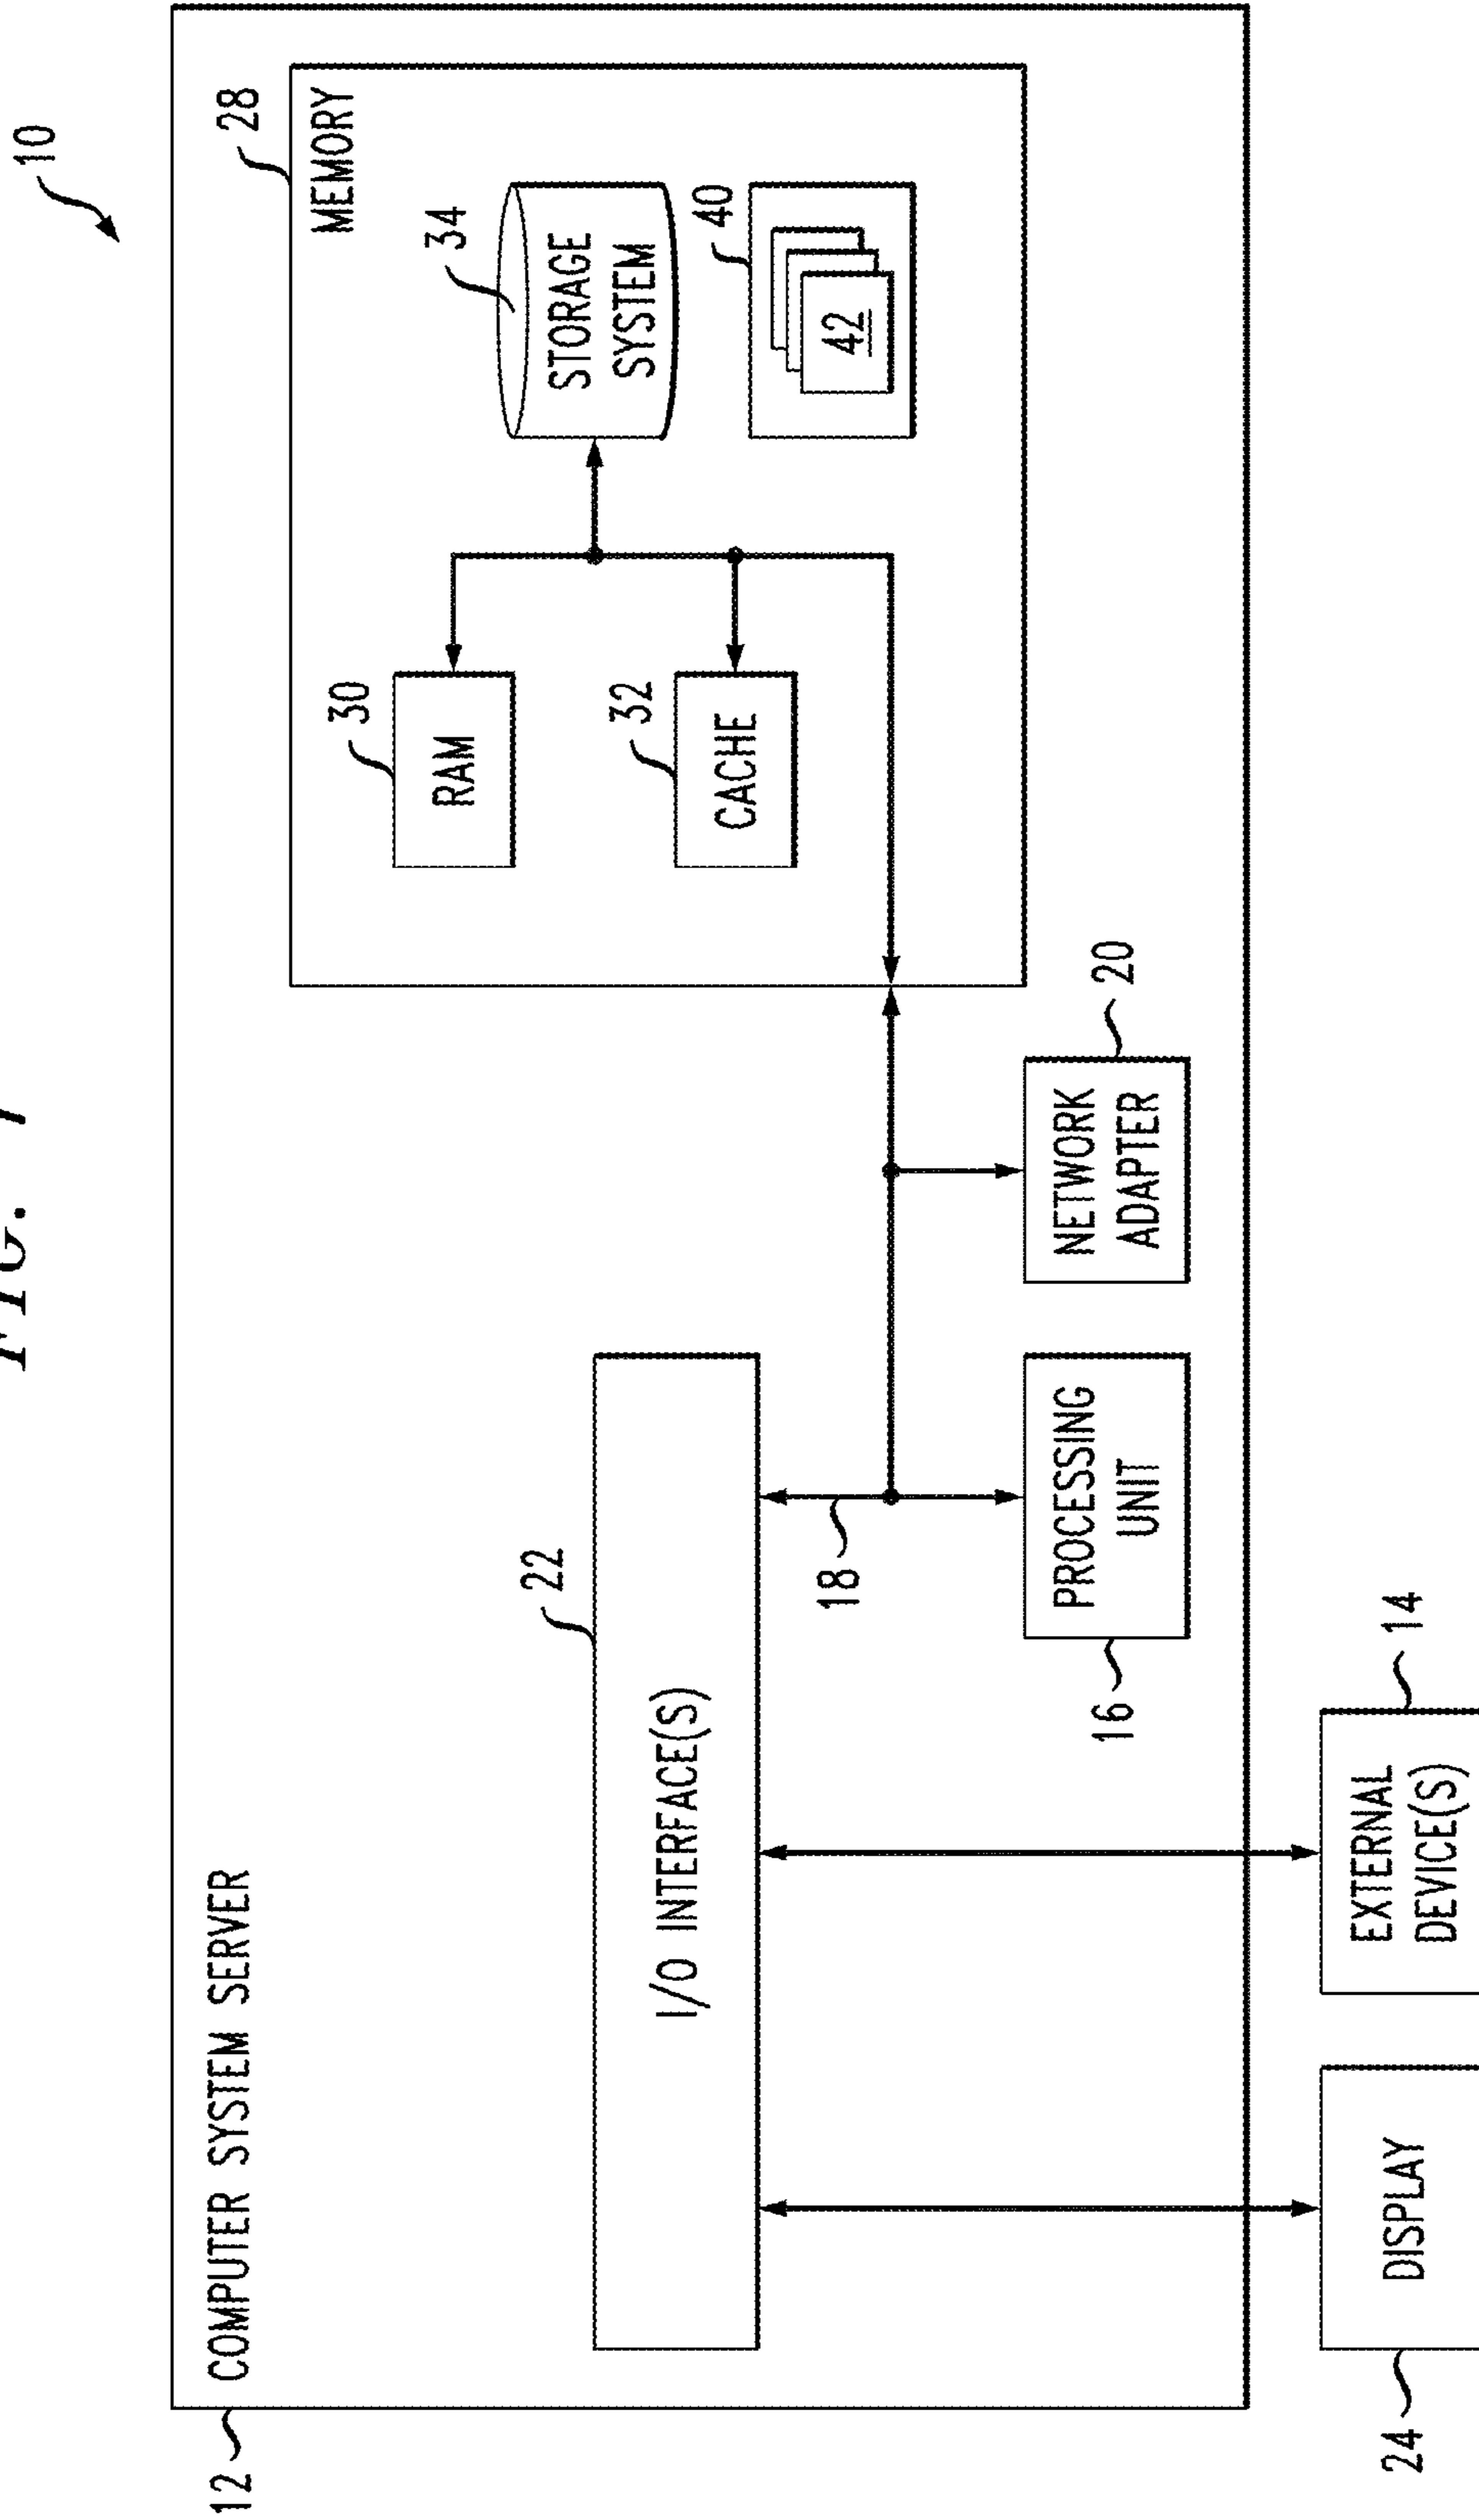 FIG. 1
10
12
COMPUTER SYSTEM SERVER
28
MEMORY
34
STORAGE
SYSTEM
30
RAM
40
42
32
CACHE
22
I/O INTERFACE(S)
18
20
NETWORK
ADAPTER
16
PROCESSING
UNIT
24
DISPLAY
14
EXTERNAL
DEVICE(S)